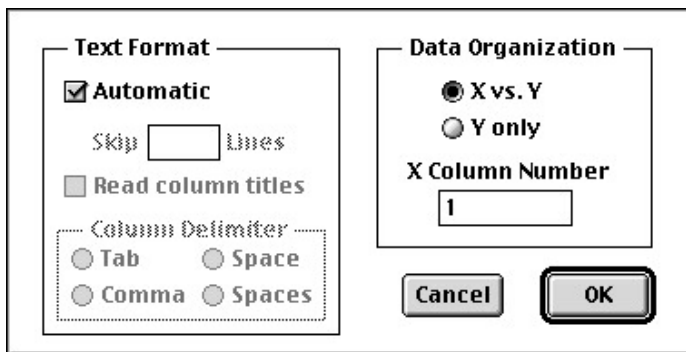 Text Format
Automatic
Skip Lines
Read column titles
Column Delimiter
Tab Space
Comma Spaces
Data Organization
X vs. Y
Y only
X Column Number
1
Cancel OK